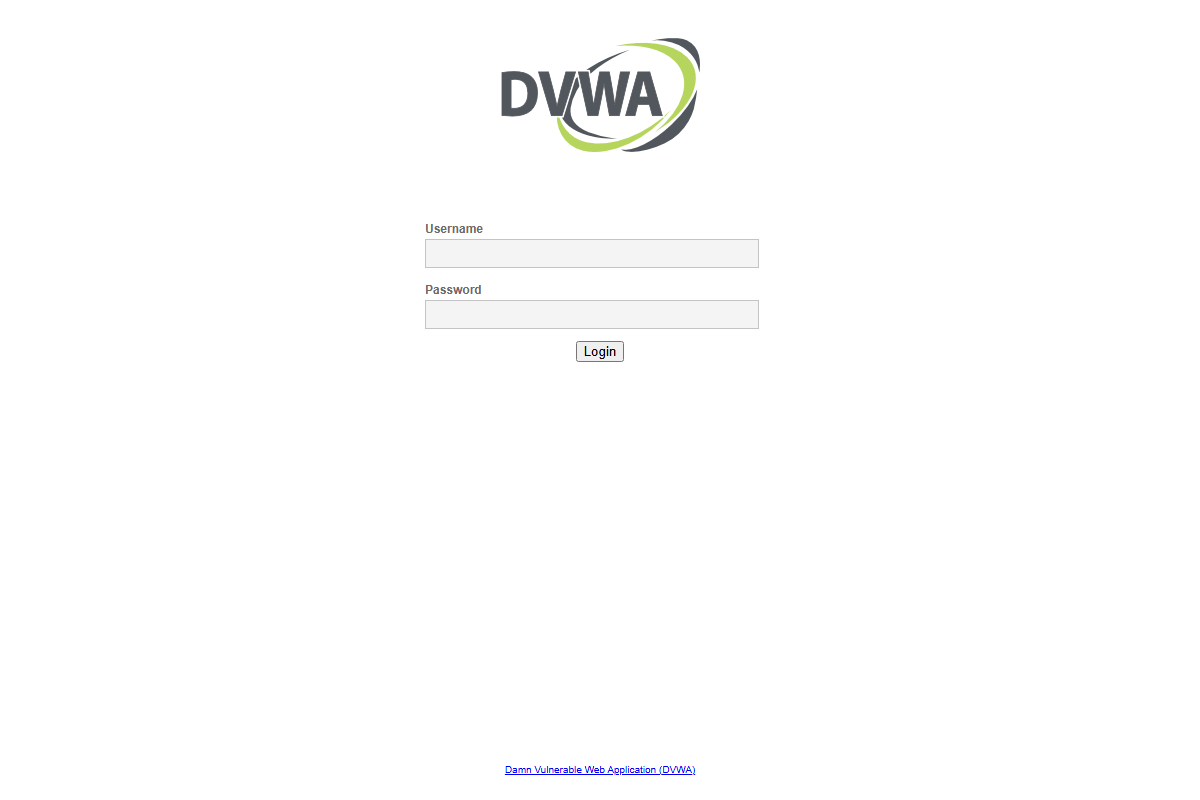 DVWA
Username
Password
Login
Damn Vulnerable Web Application (DVWA)